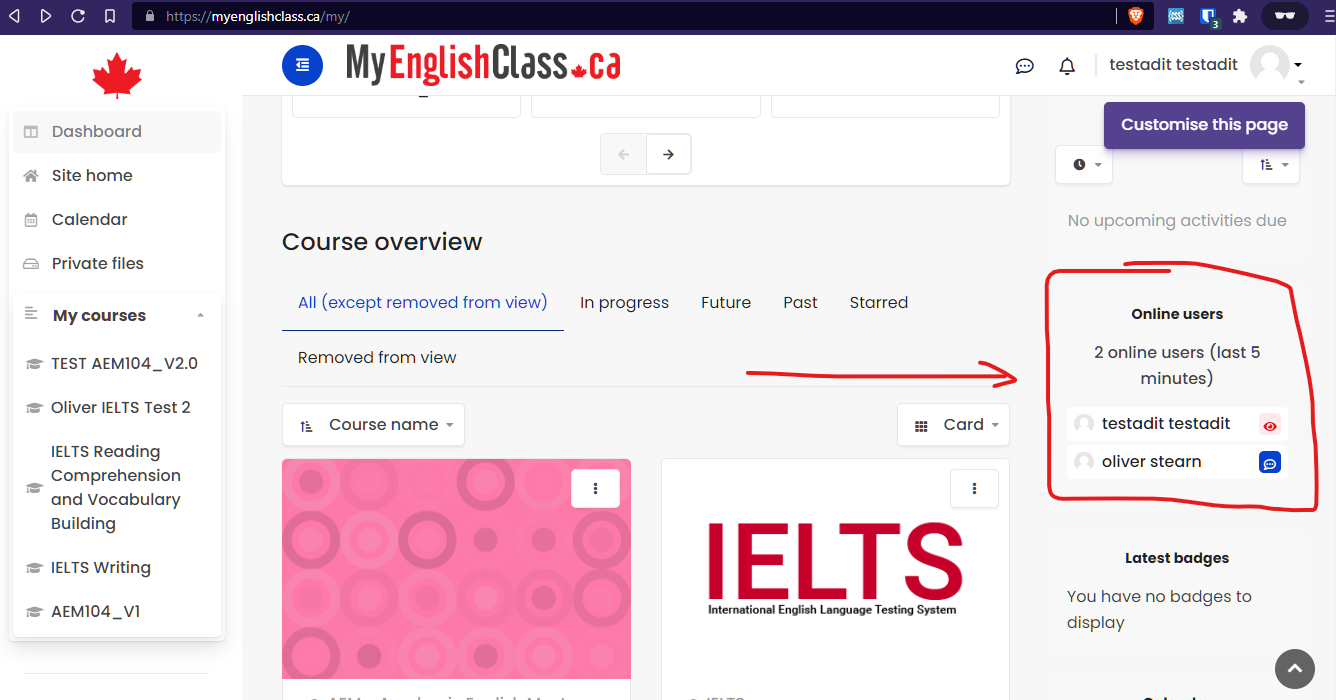 https://myenglishclass.ca/my/
3
MyEnglishClass.ca
testadit testadit
Dashboard
Site home
Calendar
Private files
My courses
TEST AEM104_V2.0
Oliver IELTS Test 2
IELTS Reading
Comprehension
and Vocabulary
Building
IELTS Writing
AEM104_V1
Course overview
All (except removed from view)
In progress
Future
Past
Starred
Removed from view
Course name
Card
IELTS
International English Language Testing System
IELTS
Customise this page
No upcoming activities due
Online users
2 online users (last 5
minutes)
testadit testadit
oliver stearn
Latest badges
You have no badges to
display